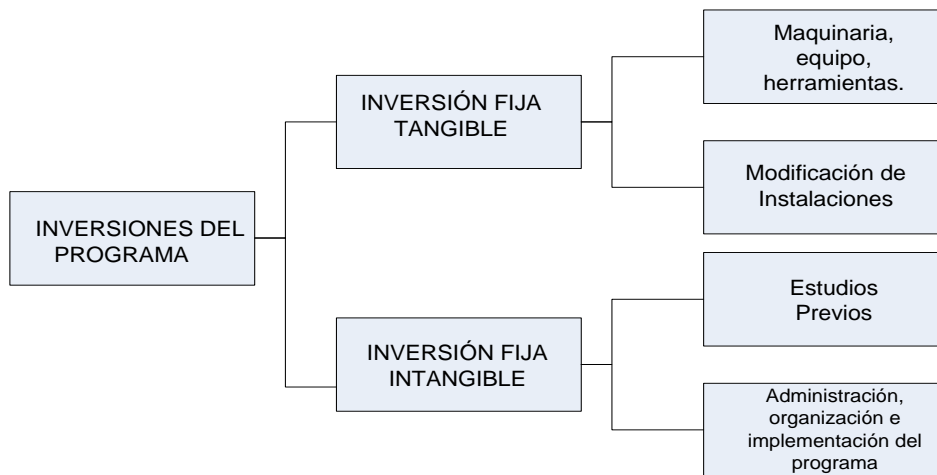 INVERSIONES DEL
PROGRAMA
INVERSIÓN FIJA
TANGIBLE
Maquinaria,
equipo,
herramientas.
Modificación de
Instalaciones
INVERSIÓN FIJA
INTANGIBLE
Estudios
Previos
Administración,
organización e
implementación del
programa